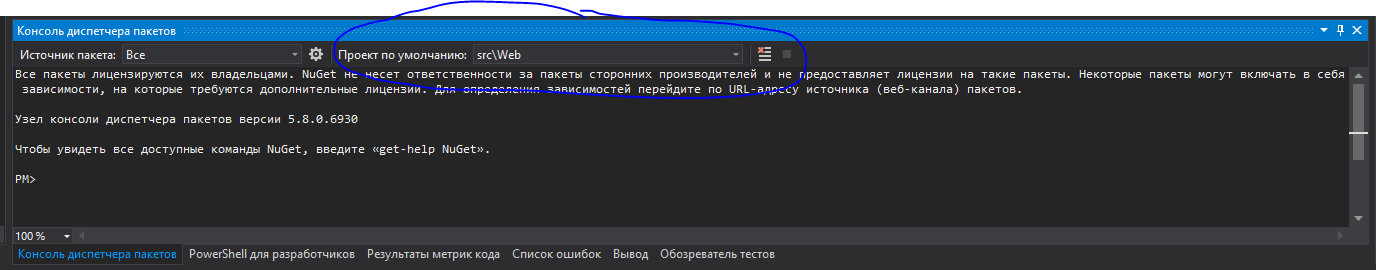 Консоль диспетчера пакетов
Источник пакета: Все Проект по умолчанию: src\Web
Все пакеты лицензируются их владельцами. NuGet не несет ответственности за пакеты сторонних производителей и не предоставляет лицензии на такие пакеты. Некоторые пакеты могут включать в себя
зависимости, на которые требуются дополнительные лицензии. Для определения зависимостей перейдите по URL-адресу источника (веб-канала) пакетов.
Узел консоли диспетчера пакетов версии 5.8.0.6930
Чтобы увидеть все доступные команды NuGet, введите «get-help NuGet».
PM>
100 %
Консоль диспетчера пакетов PowerShell для разработчиков Результаты метрик кода Список ошибок Вывод Обозреватель тестов